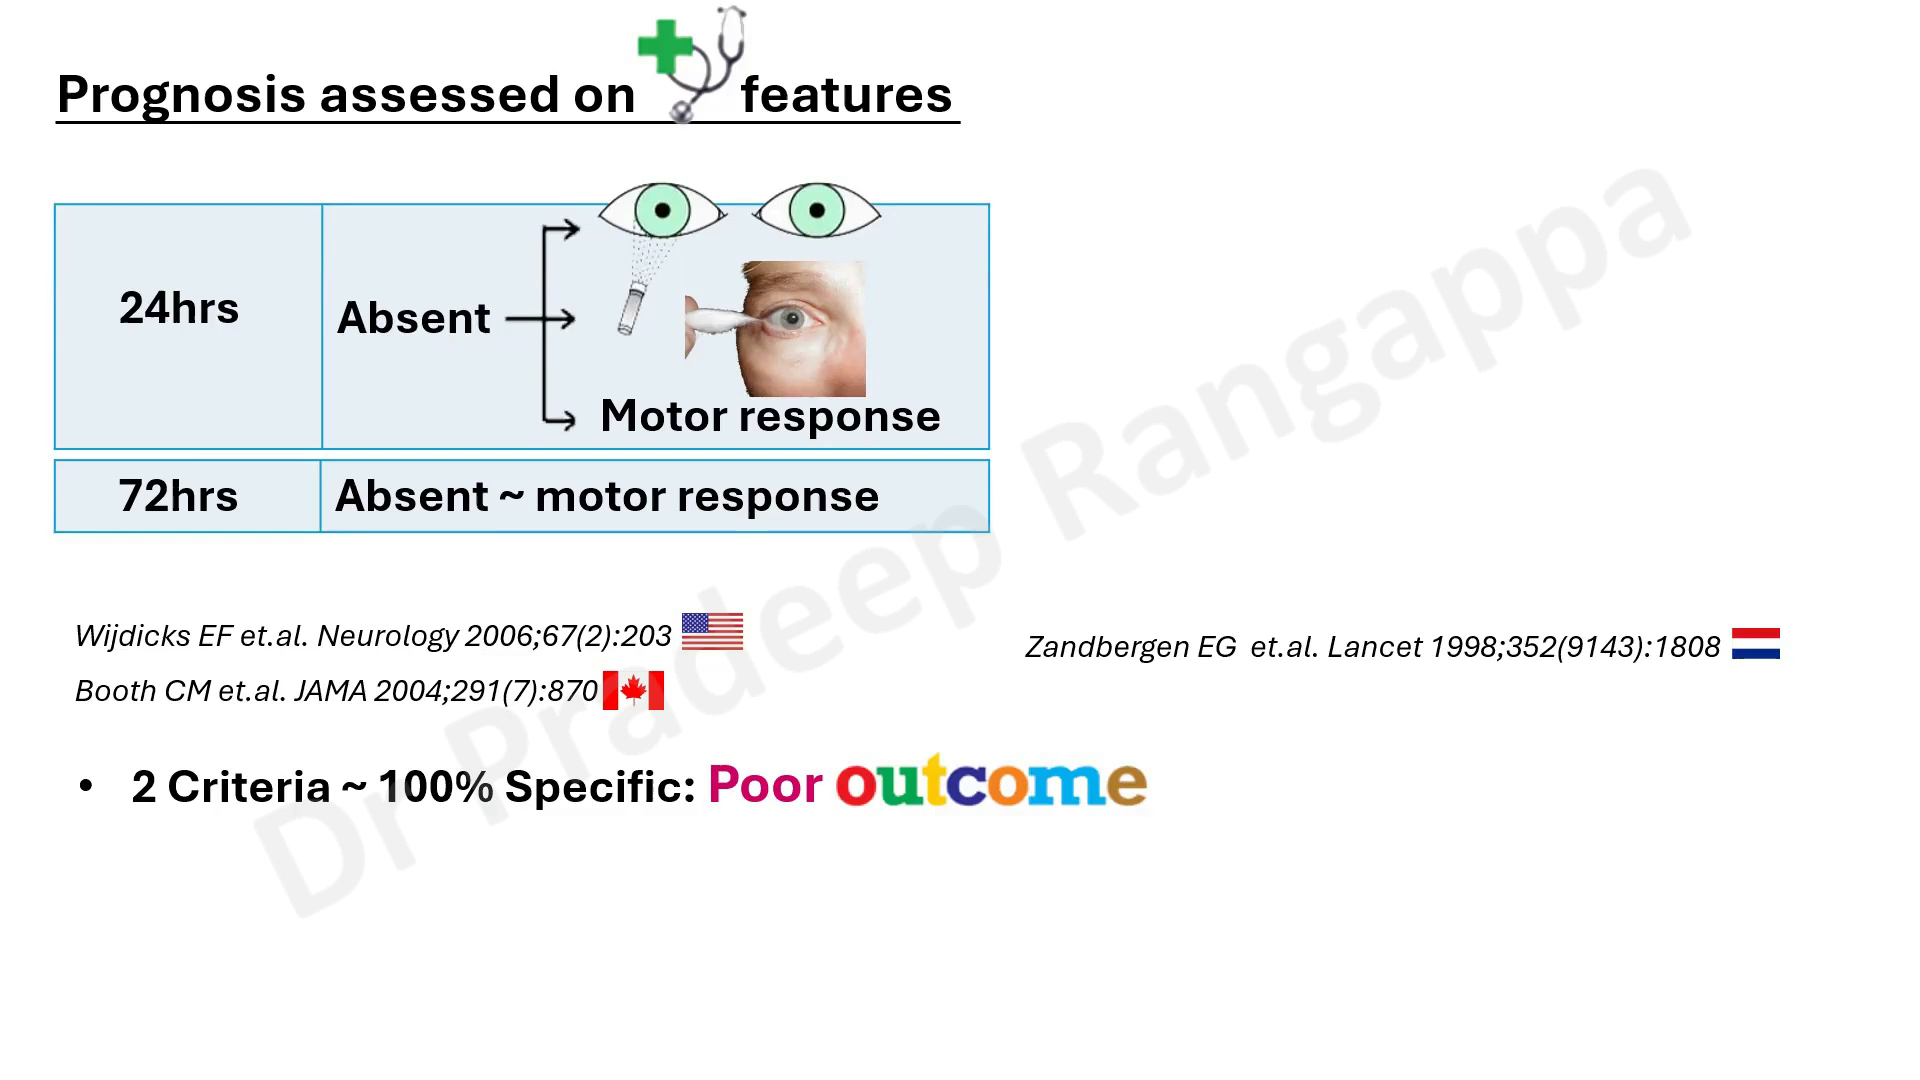 Prognosis assessed on features
24hrs
Absent
Motor response
72hrs
Absent ~ motor response
Wijdicks EF et.al. Neurology 2006;67(2):203
Zandbergen EG et.al. Lancet 1998;352(9143):1808
Booth CM et.al. JAMA 2004;291(7):870
• 2 Criteria ~ 100% Specific: Poor outcome
Dr Pradeep Rangappa